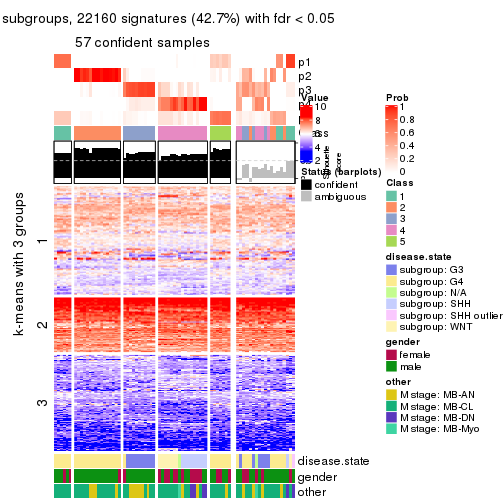 subgroups, 22160 signatures (42.7%) with fdr < 0.05
57 confident samples
p1
p2
p3
Value
10
8
6
4
2
Silhouette
score
Status (barplots)
confident
ambiguous
Prob
1
0.8
0.6
0.4
0.2
0
Class
1
2
3
4
5
disease.state
subgroup: G3
subgroup: G4
subgroup: N/A
subgroup: SHH
subgroup: SHH outlier
subgroup: WNT
gender
female
male
other
M stage: MB-AN
M stage: MB-CL
M stage: MB-DN
M stage: MB-Myo
k-means with 3 groups
1
2
3
disease.state
gender
other